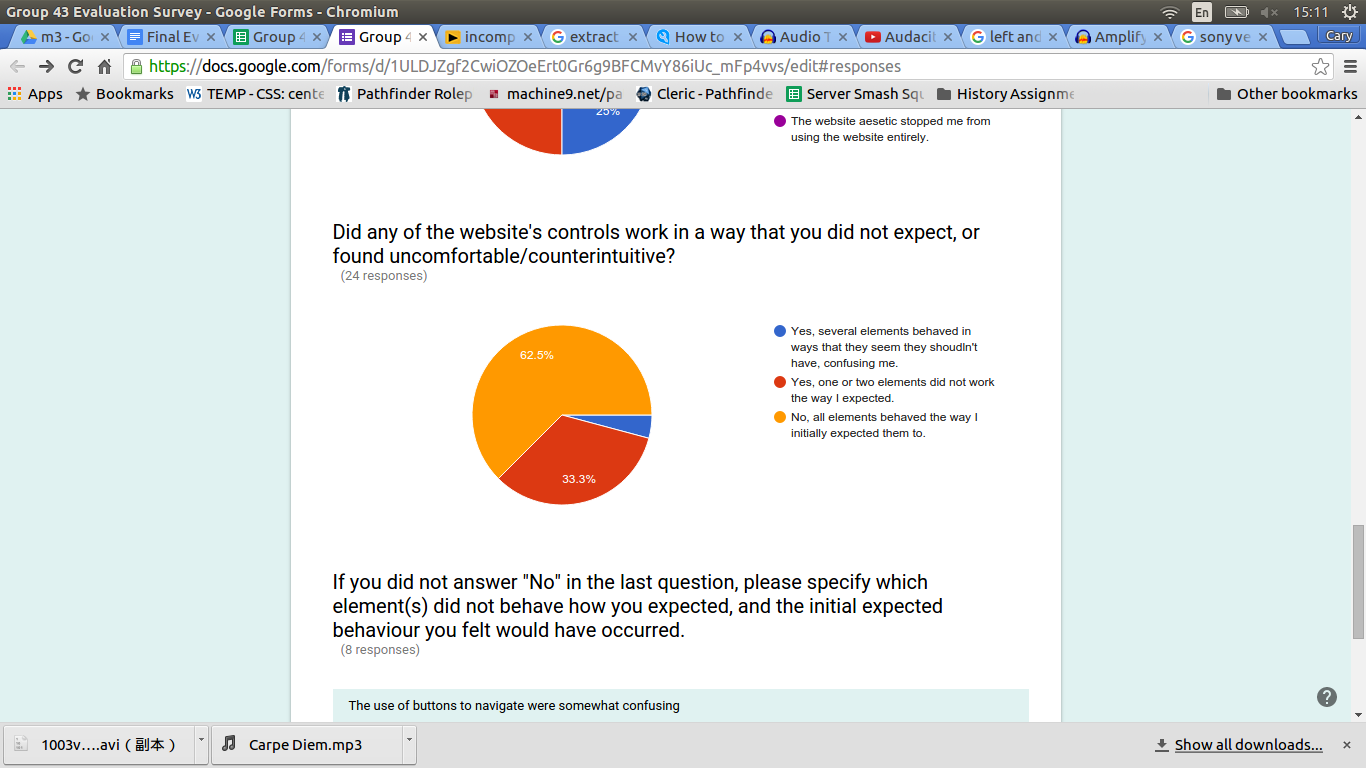 Group 43 Evaluation Survey - Google Forms - Chromium
En
15:11
m3 - Go
Final Ev
Group 4
Group 4
incomp
extract
How to
Audio T
Audacit
left and
Amplify
sony ve
Cary
https://docs.google.com/forms/d/1ULDJZgf2CwiOZOeErt0Gr6g9BFCMvY86iUc_mFp4vvs/edit#responses
Apps
Bookmarks
W3 TEMP - CSS: cente
Pathfinder Rolep
machine9.net/pa
Cleric - Pathfinde
Server Smash Squ
History Assignme
Other bookmarks
25%
The website aesetic stopped me from
using the website entirely.
Did any of the website's controls work in a way that you did not expect, or
found uncomfortable/counterintuitive?
(24 responses)
62.5%
33.3%
Yes, several elements behaved in
ways that they seem they shoudln't
have, confusing me.
Yes, one or two elements did not work
the way I expected.
No, all elements behaved the way I
initially expected them to.
If you did not answer "No" in the last question, please specify which
element(s) did not behave how you expected, and the initial expected
behaviour you felt would have occurred.
(8 responses)
The use of buttons to navigate were somewhat confusing
?
1003v....avi（副本）
Carpe Diem.mp3
Show all downloads...